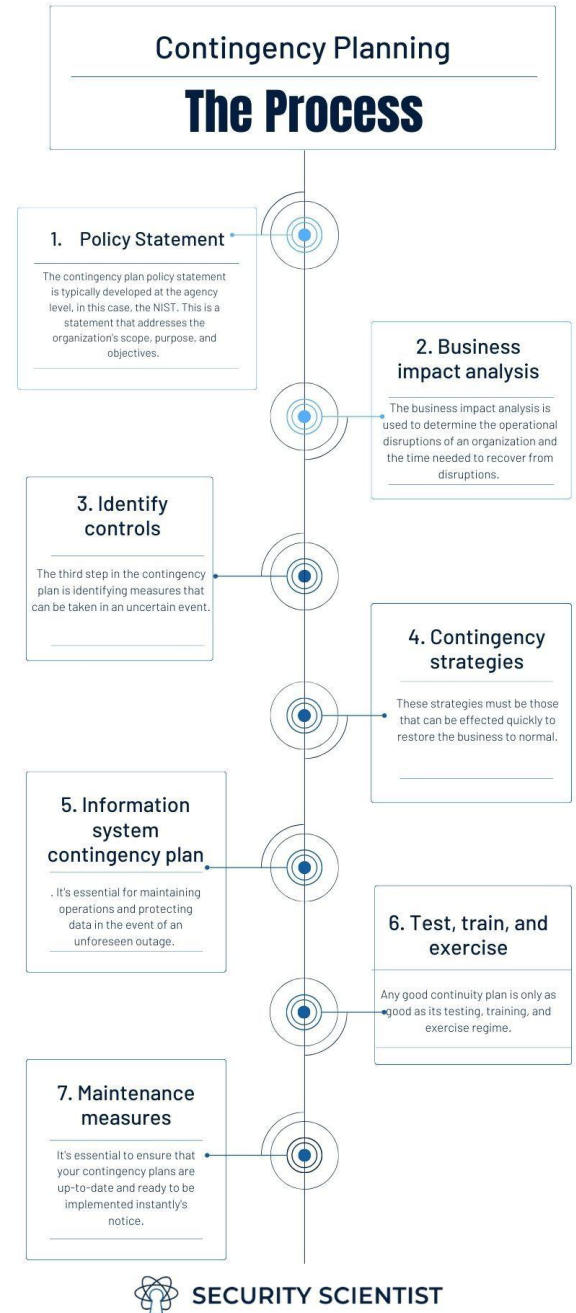 Contingency Planning
The Process
1. Policy Statement
The contingency plan policy statement
is typically developed at the agency
level, in this case, the NIST. This is a
statement that addresses the
organization's scope, purpose, and
objectives.
2. Business
impact analysis
The business impact analysis is
used to determine the operational
disruptions of an organization and
the time needed to recover from
disruptions.
3. Identify
controls
The third step in the contingency
plan is identifying measures that
can be taken in an uncertain event.
4. Contingency
strategies
These strategies must be those
that can be effected quickly to
restore the business to normal.
5. Information
system
contingency plan
. It's essential for maintaining
operations and protecting
data in the event of an
unforeseen outage.
6. Test, train, and
exercise
Any good continuity plan is only as
good as its testing, training, and
exercise regime.
7. Maintenance
measures
It's essential to ensure that
your contingency plans are
up-to-date and ready to be
implemented instantly's
notice.
SECURITY SCIENTIST